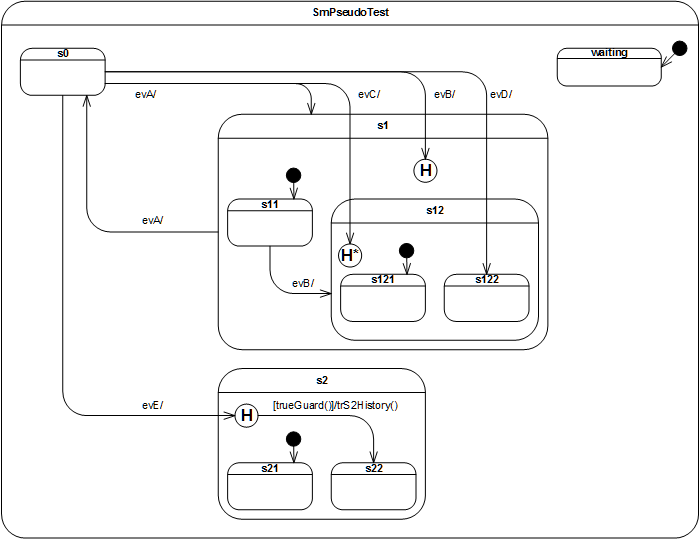 SmPseudoTest
s0
waiting
evA/
evC/
evB/
evD/
s1
H
s11
s12
evA/
H*
s121
s122
evB/
s2
evE/
H
[trueGuard()]/trS2History()
s21
s22